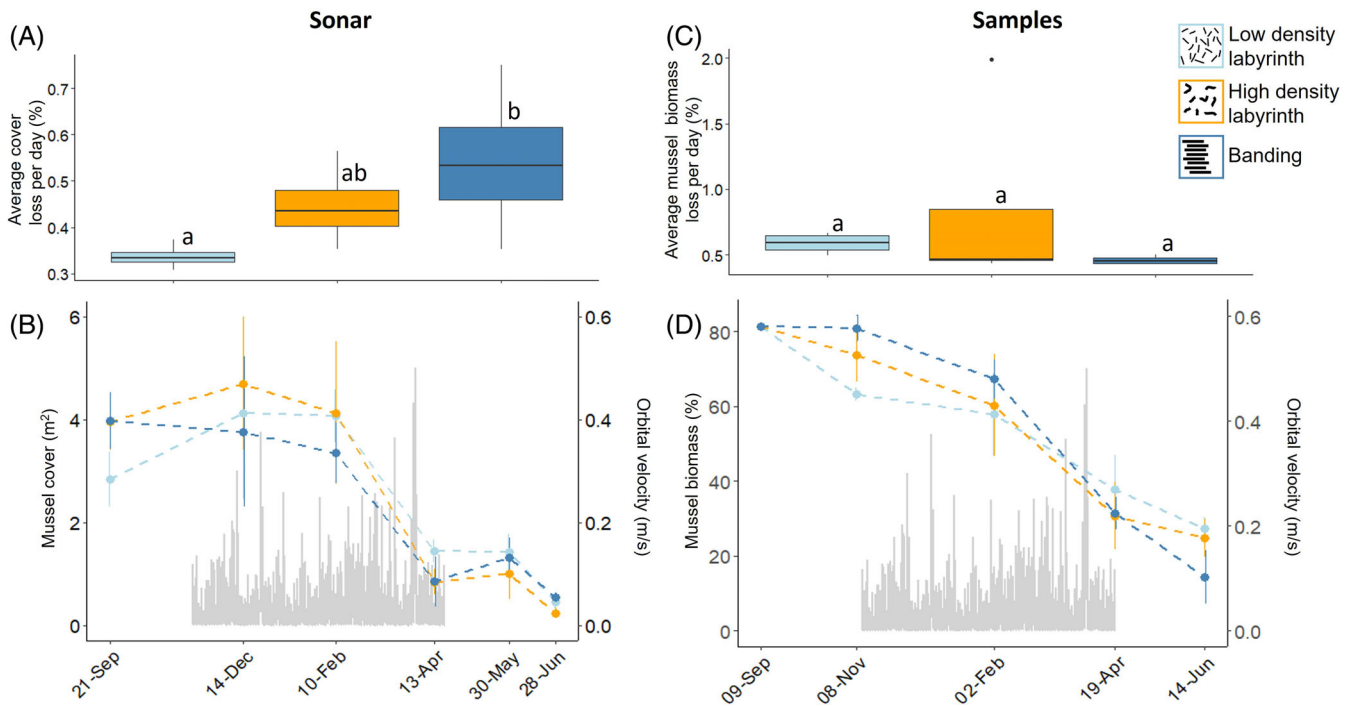 Sonar
Samples
(A)
Average cover
loss per day (%)
0.7
0.6
0.5
0.4
0.3
a
ab
b
(C)
Average mussel biomass
loss per day (%)
2.0
1.5
1.0
0.5
a
a
a
Low density
labyrinth
High density
labyrinth
Banding
(B)
Mussel cover (m²)
6
4
2
0
0.6
0.4
0.2
0.0
Orbital velocity (m/s)
21-Sep
14-Dec
10-Feb
13-Apr
30-May
28-Jun
(D)
Mussel biomass (%)
80
60
40
20
0
0.6
0.4
0.2
0.0
Orbital velocity (m/s)
09-Sep
08-Nov
02-Feb
19-Apr
14-Jun